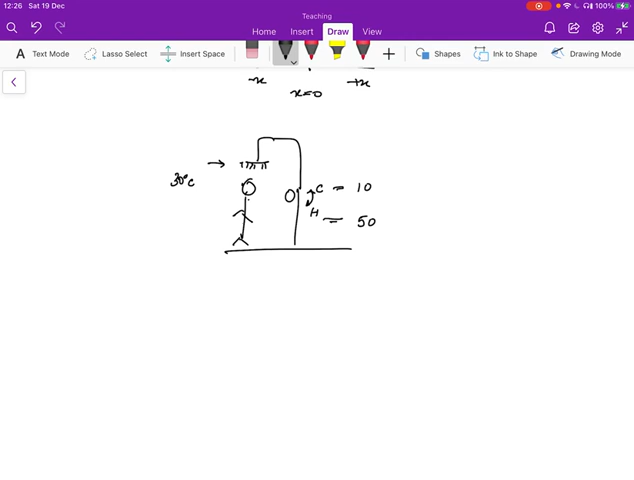 12:26 Sat 19 Dec
100%
Teaching
Home Insert Draw View
A Text Mode Lasso Select Insert Space Shapes Ink to Shape Drawing Mode
-x +x
x=0
30°C
C = 10
H = 50